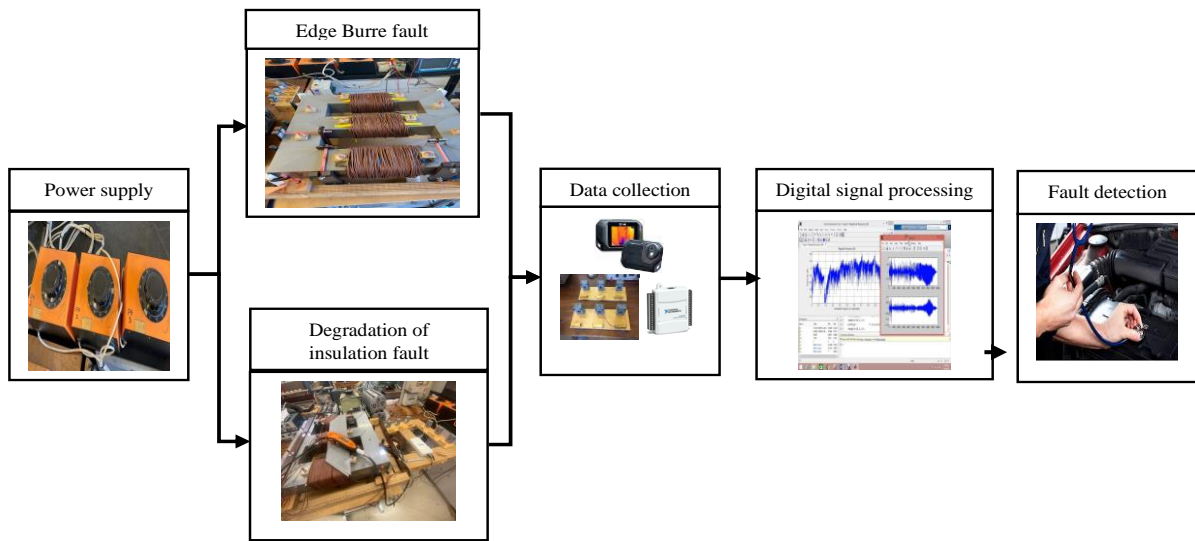 Power supply
Edge Burre fault
Degradation of
insulation fault
Data collection
Digital signal processing
Fault detection